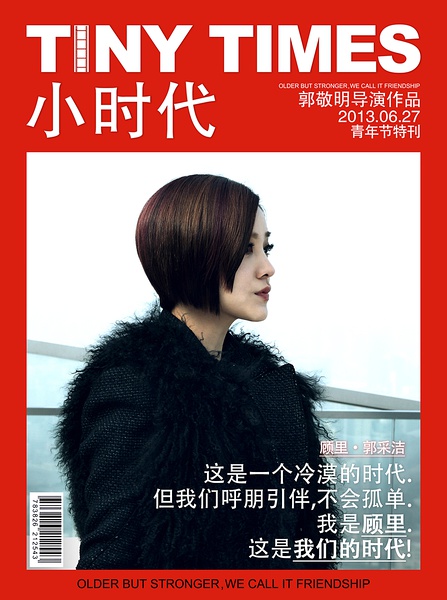 TINY TIMES
小时代
OLDER BUT STRONGER, WE CALL IT FRIENDSHIP
郭敬明导演作品
2013.06.27
青年节特刊
顾里·郭采洁
这是一个冷漠的时代.
但我们呼朋引伴,不会孤单.
我是顾里.
这是我们的时代!
783826 212543
OLDER BUT STRONGER, WE CALL IT FRIENDSHIP